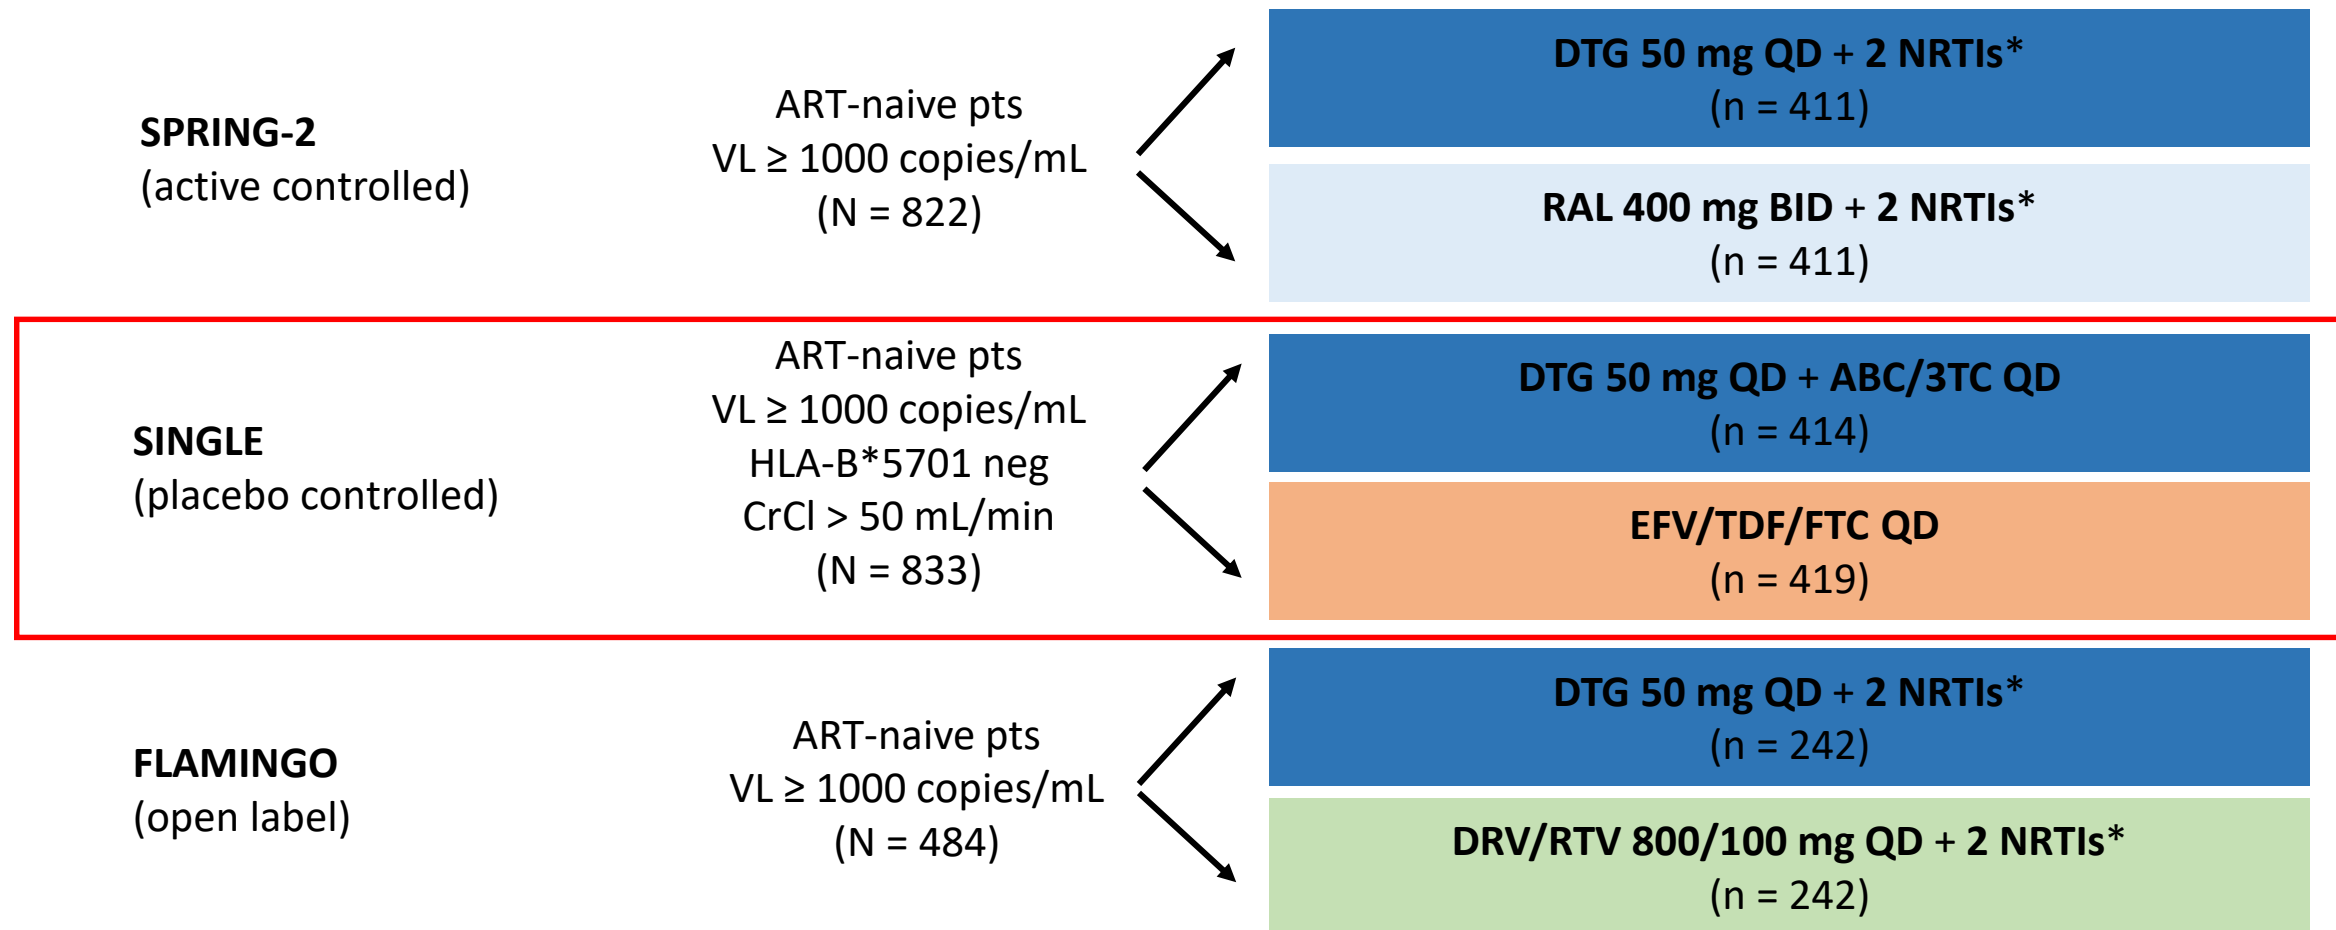 SPRING-2
(active controlled)
ART-naive pts
VL ≥ 1000 copies/mL
(N = 822)
DTG 50 mg QD + 2 NRTIs*
(n = 411)
RAL 400 mg BID + 2 NRTIs*
(n = 411)
SINGLE
(placebo controlled)
ART-naive pts
VL ≥ 1000 copies/mL
HLA-B*5701 neg
CrCl > 50 mL/min
(N = 833)
DTG 50 mg QD + ABC/3TC QD
(n = 414)
EFV/TDF/FTC QD
(n = 419)
FLAMINGO
(open label)
ART-naive pts
VL ≥ 1000 copies/mL
(N = 484)
DTG 50 mg QD + 2 NRTIs*
(n = 242)
DRV/RTV 800/100 mg QD + 2 NRTIs*
(n = 242)